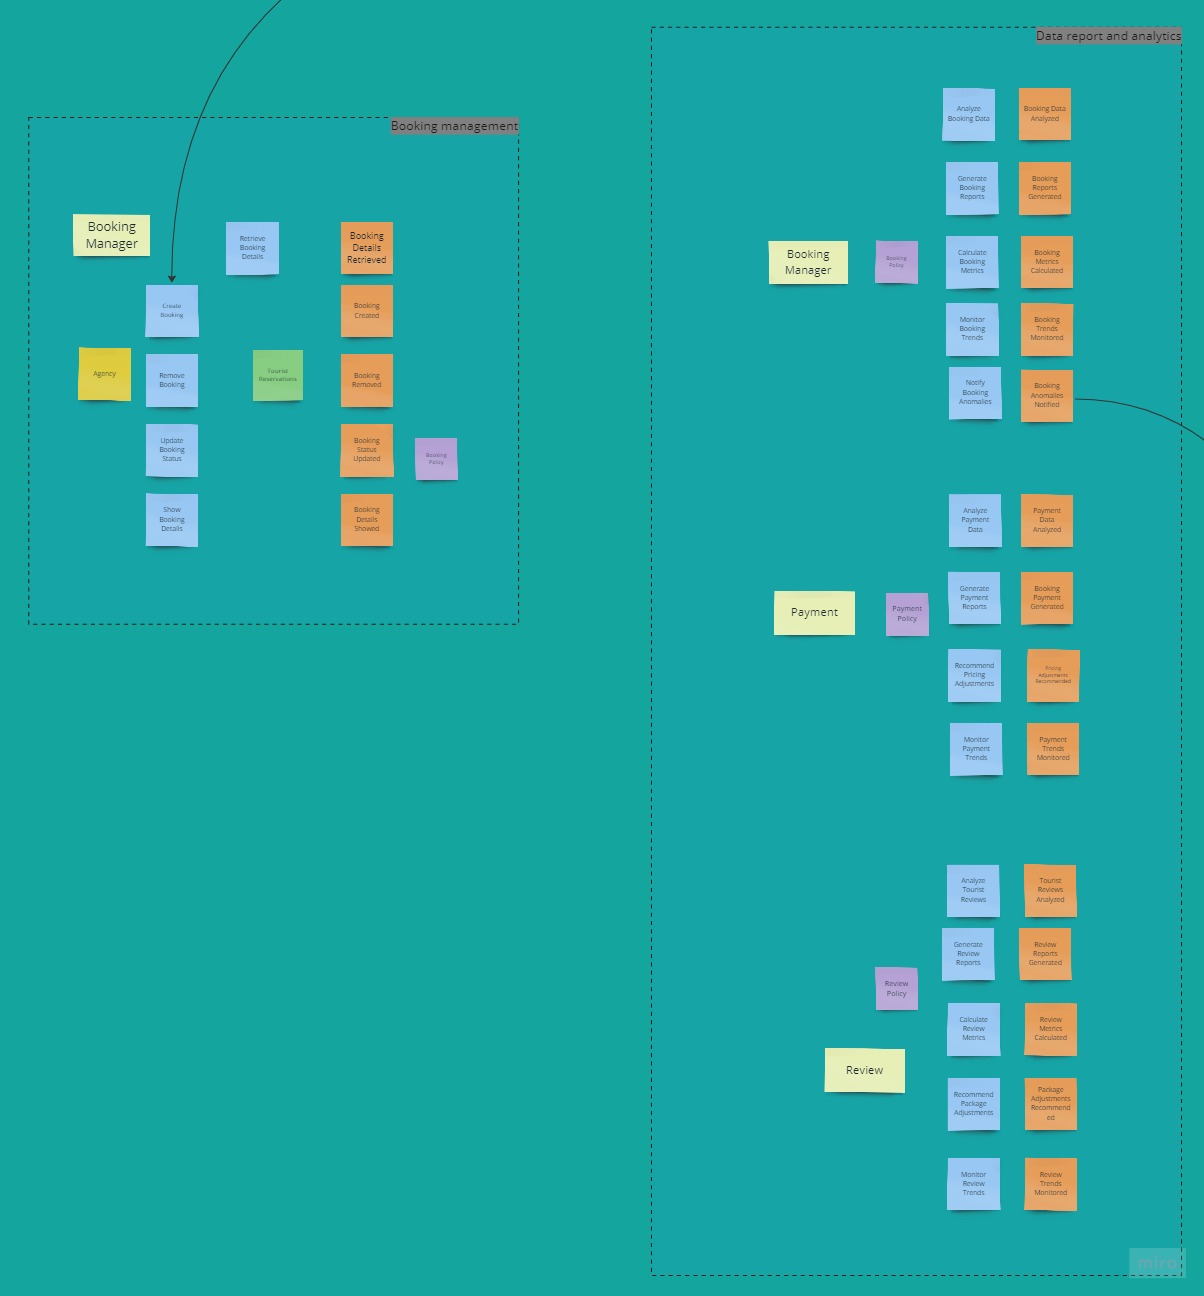 Booking management
Booking
Manager
Retrieve
Booking
Details
Booking
Details
Retrieved
Create
Booking
Booking
Created
Agency
Remove
Booking
Tourist
Reservations
Booking
Removed
Update
Booking
Status
Booking
Status
Updated
Booking
Policy
Show
Booking
Details
Booking
Details
Showed
Data report and analytics
Analyze
Booking Data
Booking Data
Analyzed
Generate
Booking
Reports
Booking
Reports
Generated
Booking
Manager
Booking
Policy
Calculate
Booking
Metrics
Booking
Metrics
Calculated
Monitor
Booking
Trends
Booking
Trends
Monitored
Notify
Booking
Anomalies
Booking
Anomalies
Notified
Analyze
Payment
Data
Payment
Data
Analyzed
Payment
Payment
Policy
Generate
Payment
Reports
Booking
Payment
Generated
Recommend
Pricing
Adjustments
Pricing
Adjustments
Recommended
Monitor
Payment
Trends
Payment
Trends
Monitored
Analyze
Tourist
Reviews
Tourist
Reviews
Analyzed
Generate
Review
Reports
Review
Reports
Generated
Review
Policy
Calculate
Review
Metrics
Review
Metrics
Calculated
Review
Recommend
Package
Adjustments
Package
Adjustments
Recommend
ed
Monitor
Review
Trends
Review
Trends
Monitored
miro